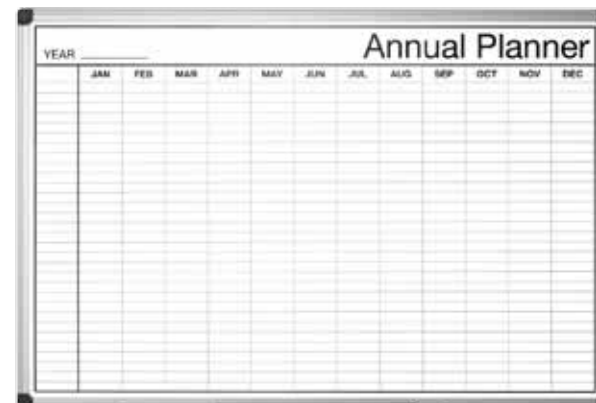 Annual Planner
YEAR
JAN FEB MAR APR MAY JUN JUL AUG SEP OCT NOV DEC